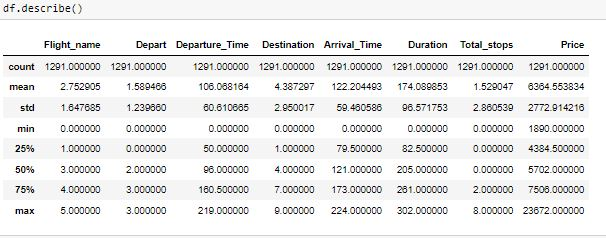 df.describe()
Flight_name Depart Departure_Time Destination Arrival_Time Duration Total_stops Price
count 1291.000000 1291.000000 1291.000000 1291.000000 1291.000000 1291.000000 1291.000000 1291.000000
mean 2.752905 1.589466 106.068164 4.387297 122.204493 174.089853 1.529047 6364.553834
std 1.647685 1.239660 60.610665 2.950017 59.460586 96.571753 2.860539 2772.914216
min 0.000000 0.000000 0.000000 0.000000 0.000000 0.000000 0.000000 1890.000000
25% 1.000000 0.000000 50.000000 1.000000 79.500000 82.500000 0.000000 4384.500000
50% 3.000000 2.000000 96.000000 4.000000 121.000000 205.000000 0.000000 5702.000000
75% 4.000000 3.000000 160.500000 7.000000 173.000000 261.000000 2.000000 7506.000000
max 5.000000 3.000000 219.000000 9.000000 224.000000 302.000000 8.000000 23672.000000